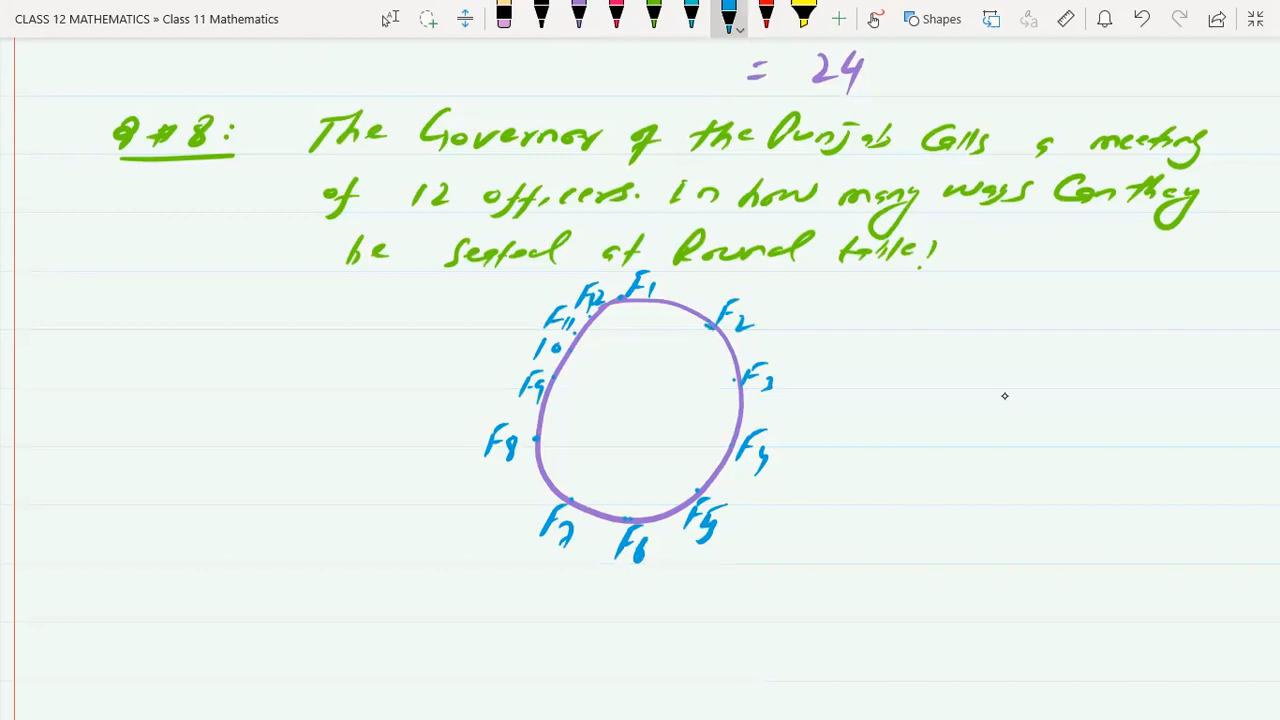 CLASS 12 MATHEMATICS » Class 11 Mathematics
Shapes
= 24
Q # 8: The Governor of the Punjab Calls a meeting
of 12 officers. In how many ways Can they
be seated at Round table?
F1
F12
F2
F11
10
F3
F9
F8
F4
F5
F7
F6